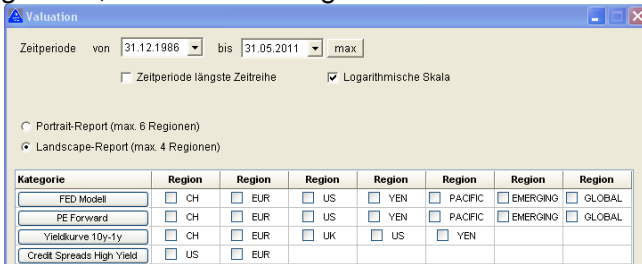 Valuation
Zeitperiode von 31.12.1986 bis 31.05.2011 max
Zeitperiode längste Zeitreihe Logarithmische Skala
Portrait-Report (max. 6 Regionen)
Landscape-Report (max. 4 Regionen)
Kategorie Region Region Region Region Region Region Region
FED Modell CH EUR US YEN PACIFIC EMERGING GLOBAL
PE Forward CH EUR US YEN PACIFIC EMERGING GLOBAL
Yieldkurve 10y-1y CH EUR UK US YEN
Credit Spreads High Yield US EUR